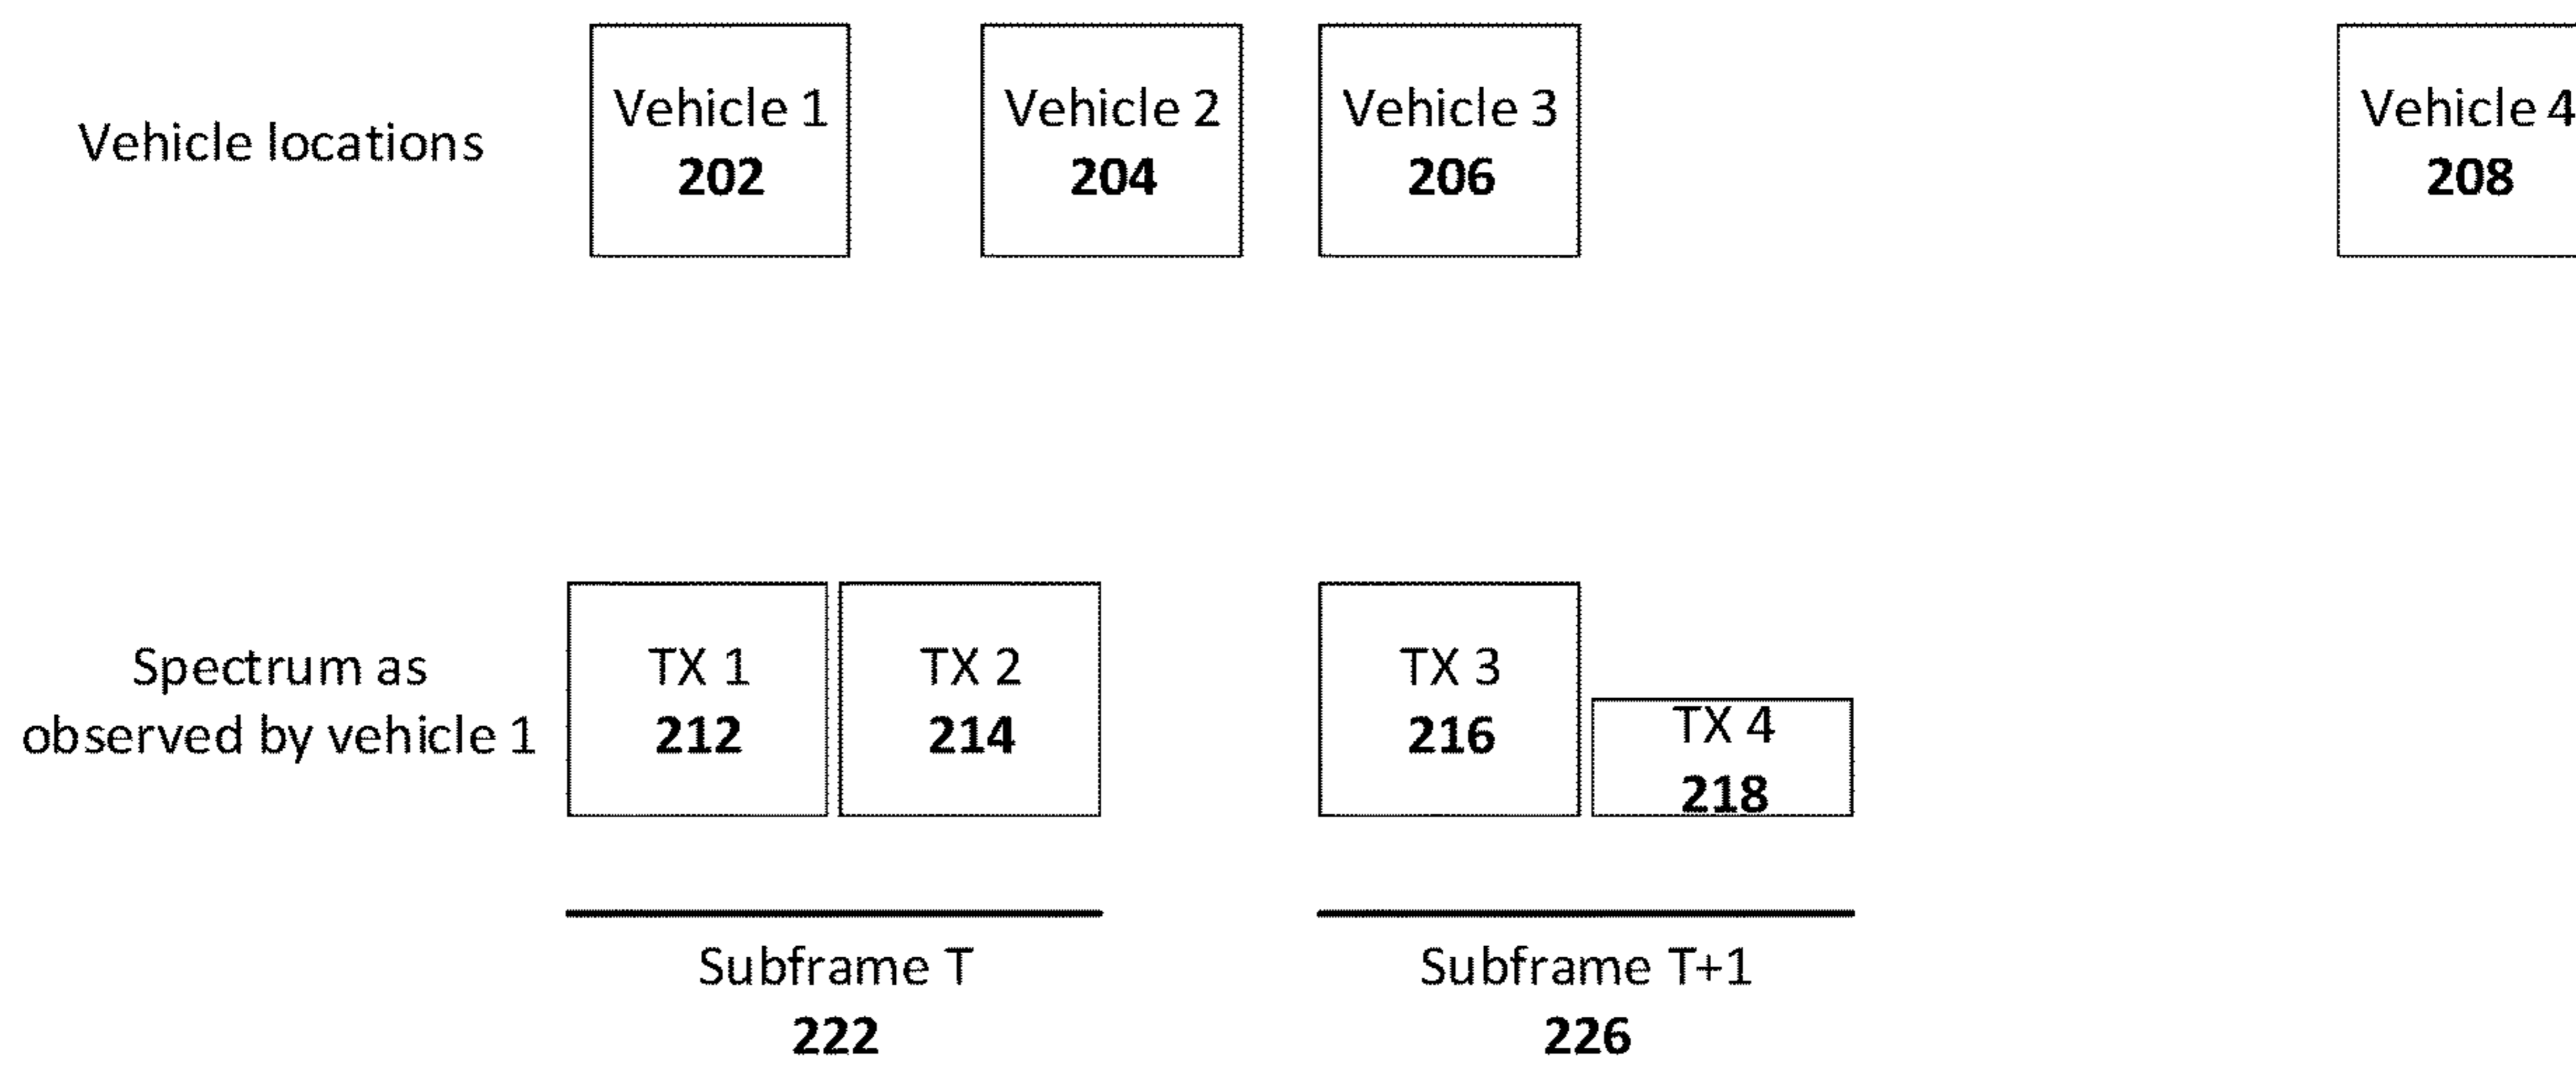 Vehicle locations
Vehicle 1
202
Vehicle 2
204
Vehicle 3
206
Vehicle 4
208
Spectrum as
observed by vehicle 1
TX 1
212
TX 2
214
TX 3
216
TX 4
218
Subframe T
222
Subframe T+1
226